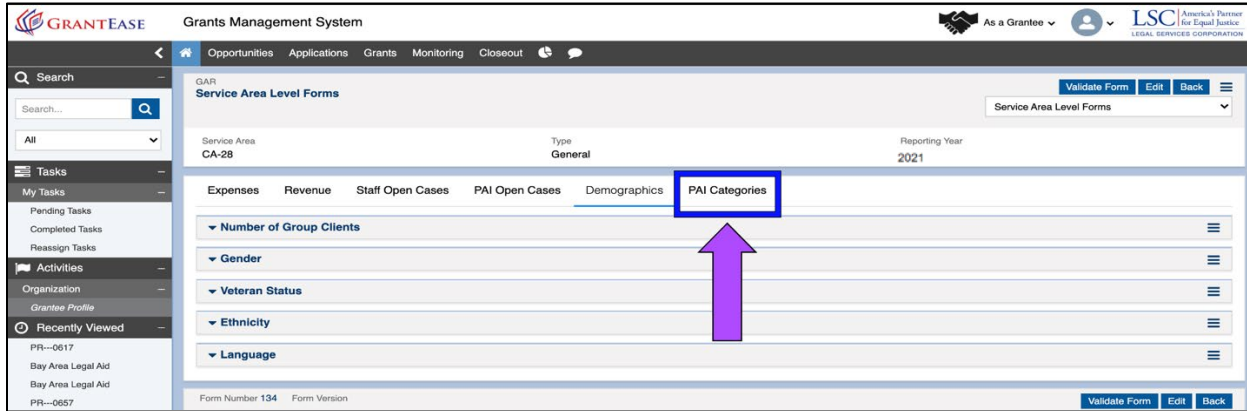 GRANTEASE
Grants Management System
As a Grantee
LSC America's Partner for Equal Justice
LEGAL SERVICES CORPORATION
Opportunities Applications Grants Monitoring Closeout
Search
Search...
All
Tasks
My Tasks
Pending Tasks
Completed Tasks
Reassign Tasks
Activities
Organization
Grantee Profile
Recently Viewed
PR---0617
Bay Area Legal Aid
Bay Area Legal Aid
PR---0657
GAR
Service Area Level Forms
Validate Form Edit Back
Service Area Level Forms
Service Area Type Reporting Year
CA-28 General 2021
Expenses Revenue Staff Open Cases PAI Open Cases Demographics PAI Categories
Number of Group Clients
Gender
Veteran Status
Ethnicity
Language
Form Number 134 Form Version
Validate Form Edit Back